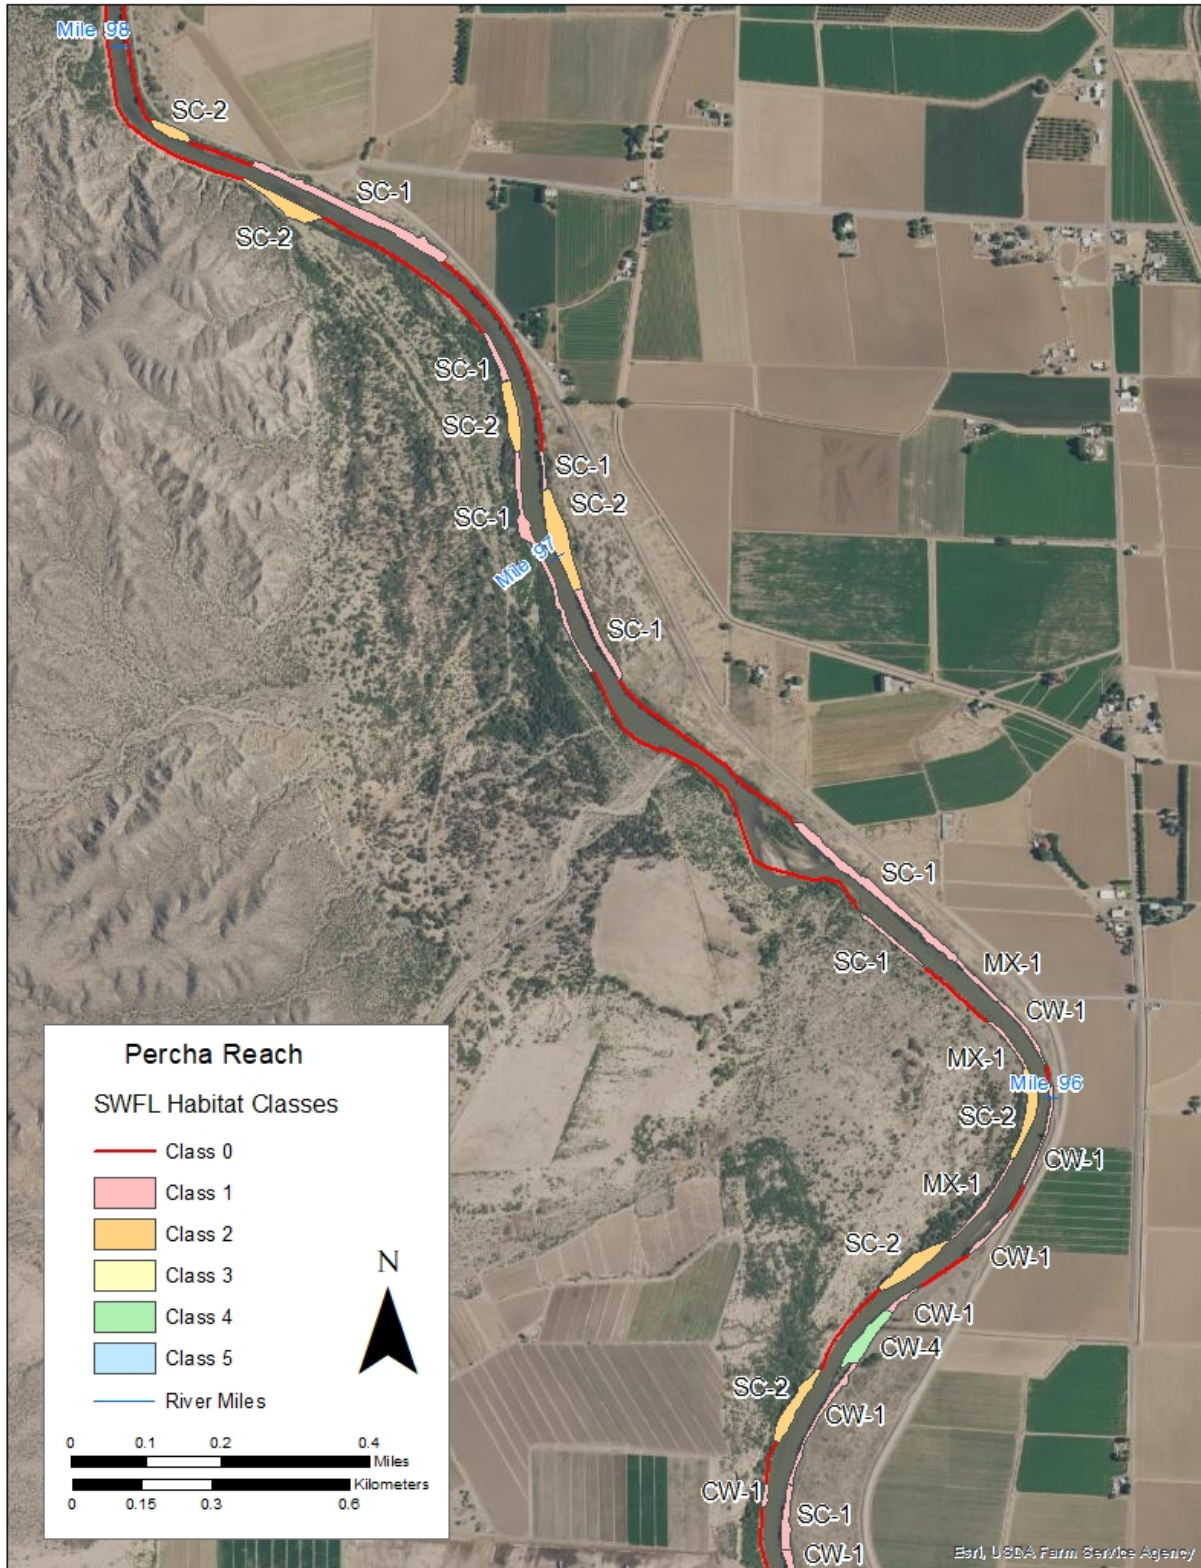 Mile 98
SC-2
SC-1
SC-2
SC-1
SC-2
SC-1
SC-2
SC-1
Mile 97
SC-1
SC-1
SC-1
MX-1
CW-1
MX-1
Mile 96
SC-2
CW-1
MX-1
SC-2
CW-1
CW-1
CW-4
SC-2
CW-1
CW-1
SC-1
CW-1
Percha Reach
SWFL Habitat Classes
Class 0
Class 1
Class 2
Class 3
Class 4
Class 5
River Miles
N
0 0.1 0.2 0.4
Miles
Kilometers
0 0.15 0.3 0.6
Esri, USDA Farm Service Agency